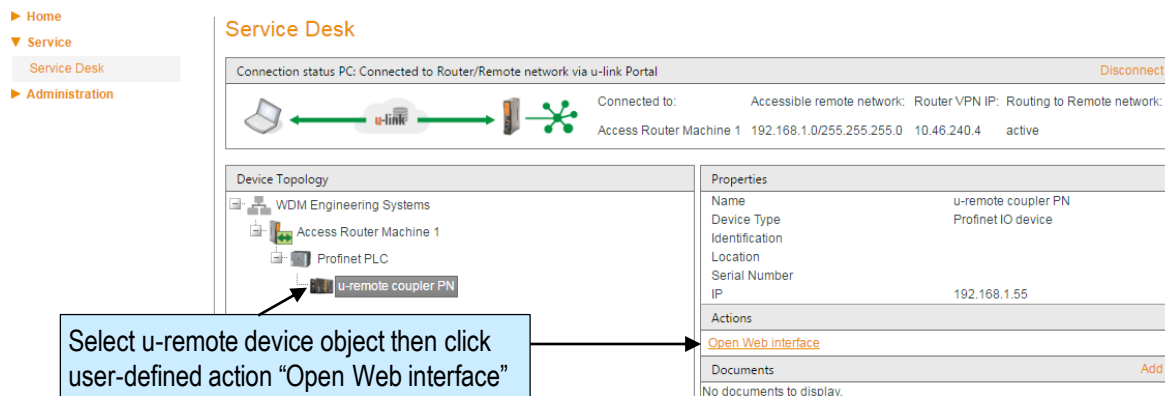 Home
Service
Service Desk
Administration
Service Desk
Connection status PC: Connected to Router/Remote network via u-link Portal Disconnect
u-link
Connected to: Accessible remote network: Router VPN IP: Routing to Remote network:
Access Router Machine 1 192.168.1.0/255.255.255.0 10.46.240.4 active
Device Topology
WDM Engineering Systems
Access Router Machine 1
Profinet PLC
u-remote coupler PN
Properties
Name u-remote coupler PN
Device Type Profinet IO device
Identification
Location
Serial Number
IP 192.168.1.55
Actions
Open Web interface
Documents Add
No documents to display.
Select u-remote device object then click
user-defined action “Open Web interface”